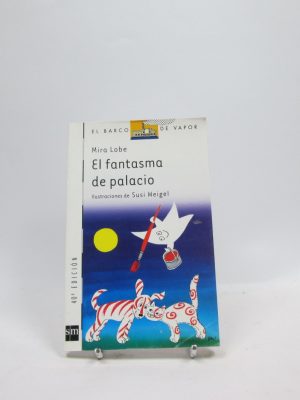 EL BARCO DE VAPOR
Mira Lobe
El fantasma
de palacio
Ilustraciones de Susi Weigel
40ª EDICIÓN
sm